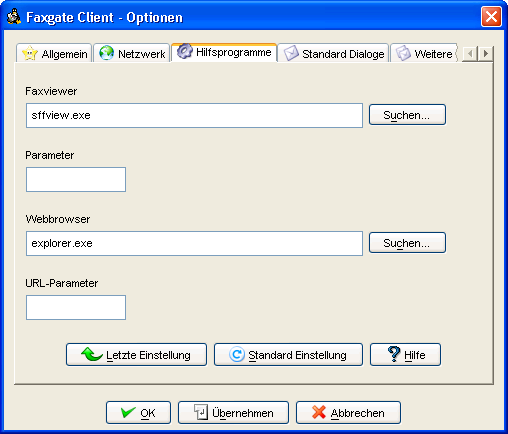 Faxgate Client - Optionen
Allgemein Netzwerk Hilfsprogramme Standard Dialoge Weitere
Faxviewer
sffview.exe Suchen...
Parameter
Webbrowser
explorer.exe Suchen...
URL-Parameter
Letzte Einstellung Standard Einstellung Hilfe
OK Übernehmen Abbrechen